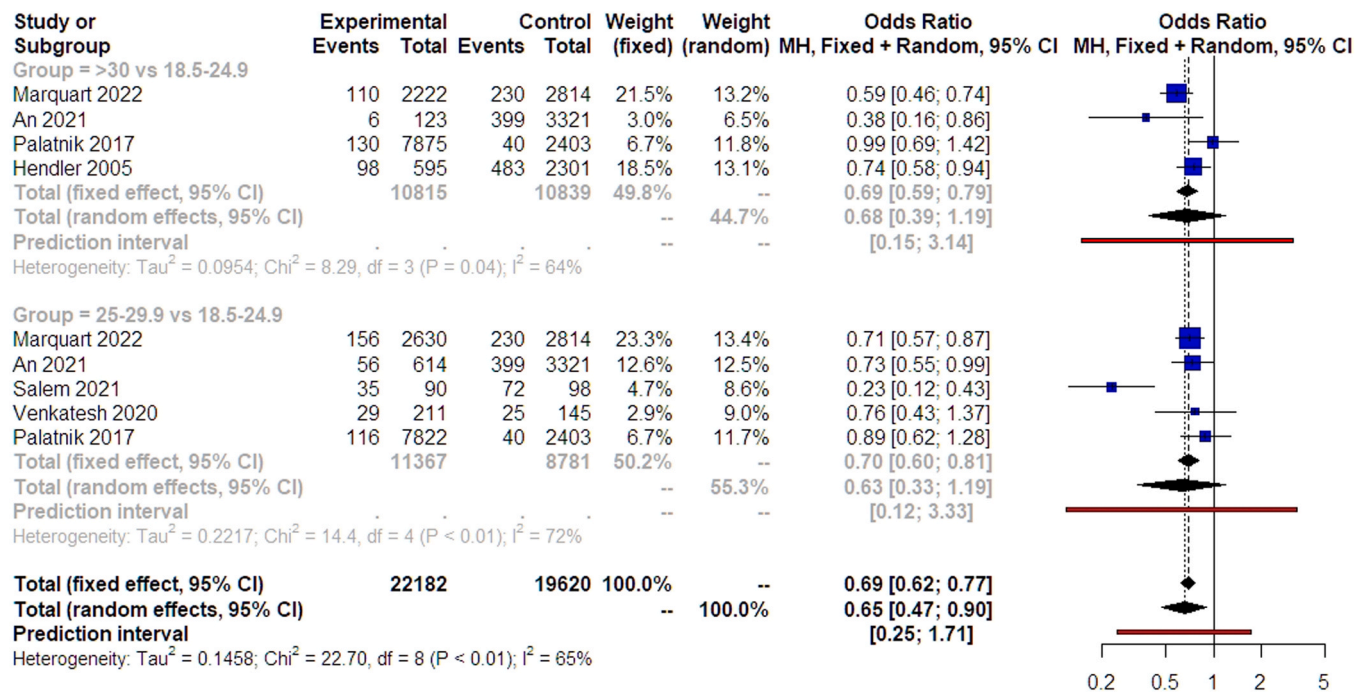 Study or Experimental Control Weight Weight Odds Ratio Odds Ratio
Subgroup Events Total Events Total (fixed) (random) MH, Fixed + Random, 95% CI MH, Fixed + Random, 95% CI
Group = >30 vs 18.5-24.9
Marquart 2022 110 2222 230 2814 21.5% 13.2% 0.59 [0.46; 0.74]
An 2021 6 123 399 3321 3.0% 6.5% 0.38 [0.16; 0.86]
Palatnik 2017 130 7875 40 2403 6.7% 11.8% 0.99 [0.69; 1.42]
Hendler 2005 98 595 483 2301 18.5% 13.1% 0.74 [0.58; 0.94]
Total (fixed effect, 95% CI) 10815 10839 49.8% -- 0.69 [0.59; 0.79]
Total (random effects, 95% CI) -- 44.7% 0.68 [0.39; 1.19]
Prediction interval . . . . -- -- [0.15; 3.14]
Heterogeneity: Tau² = 0.0954; Chi² = 8.29, df = 3 (P = 0.04); I² = 64%
Group = 25-29.9 vs 18.5-24.9
Marquart 2022 156 2630 230 2814 23.3% 13.4% 0.71 [0.57; 0.87]
An 2021 56 614 399 3321 12.6% 12.5% 0.73 [0.55; 0.99]
Salem 2021 35 90 72 98 4.7% 8.6% 0.23 [0.12; 0.43]
Venkatesh 2020 29 211 25 145 2.9% 9.0% 0.76 [0.43; 1.37]
Palatnik 2017 116 7822 40 2403 6.7% 11.7% 0.89 [0.62; 1.28]
Total (fixed effect, 95% CI) 11367 8781 50.2% -- 0.70 [0.60; 0.81]
Total (random effects, 95% CI) -- 55.3% 0.63 [0.33; 1.19]
Prediction interval . . . . -- -- [0.12; 3.33]
Heterogeneity: Tau² = 0.2217; Chi² = 14.4, df = 4 (P < 0.01); I² = 72%
Total (fixed effect, 95% CI) 22182 19620 100.0% -- 0.69 [0.62; 0.77]
Total (random effects, 95% CI) -- 100.0% 0.65 [0.47; 0.90]
Prediction interval [0.25; 1.71]
Heterogeneity: Tau² = 0.1458; Chi² = 22.70, df = 8 (P < 0.01); I² = 65%
0.2 0.5 1 2 5